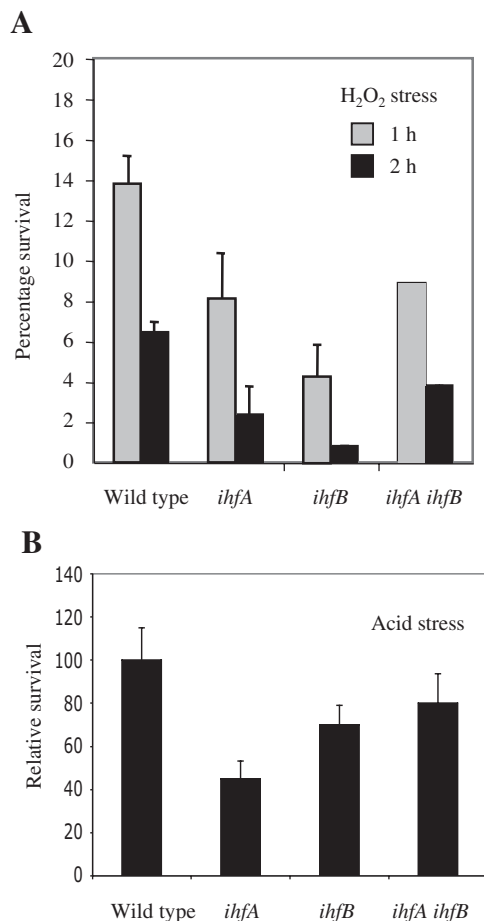 A
20
18
16
14
12
10
8
6
4
2
0
Percentage survival
H₂O₂ stress
1 h
2 h
Wild type
ihfA
ihfB
ihfA ihfB
B
140
120
100
80
60
40
20
0
Relative survival
Acid stress
Wild type
ihfA
ihfB
ihfA ihfB